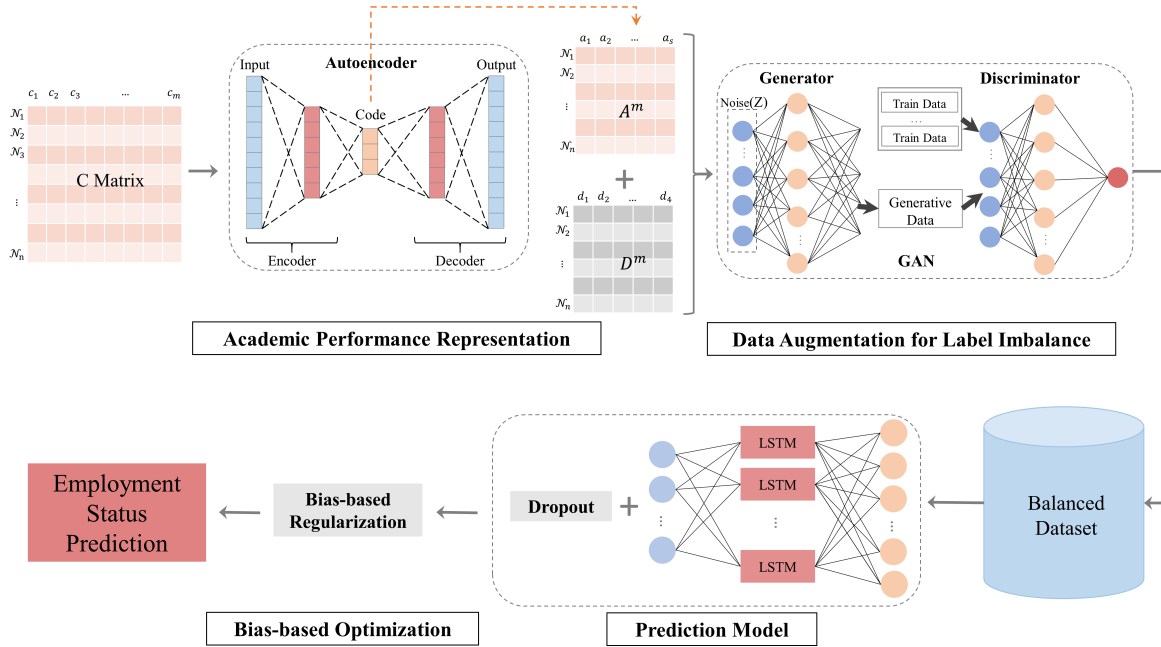 c₁ c₂ c₃ ... cₘ
𝒩₁
𝒩₂
𝒩₃
⋮
𝒩ₙ
C Matrix
Autoencoder
Input
Code
Output
Encoder
Decoder
a₁ a₂ ... aₛ
𝒩₁
𝒩₂
⋮
𝒩ₙ
Aᵐ
+
d₁ d₂ ... d₄
𝒩₁
𝒩₂
⋮
𝒩ₙ
Dᵐ
Generator
Noise(Z)
Discriminator
Train Data
...
Train Data
Generative
Data
GAN
Academic Performance Representation
Data Augmentation for Label Imbalance
Employment
Status
Prediction
Bias-based
Regularization
Dropout
+
LSTM
LSTM
⋮
LSTM
Balanced
Dataset
Bias-based Optimization
Prediction Model